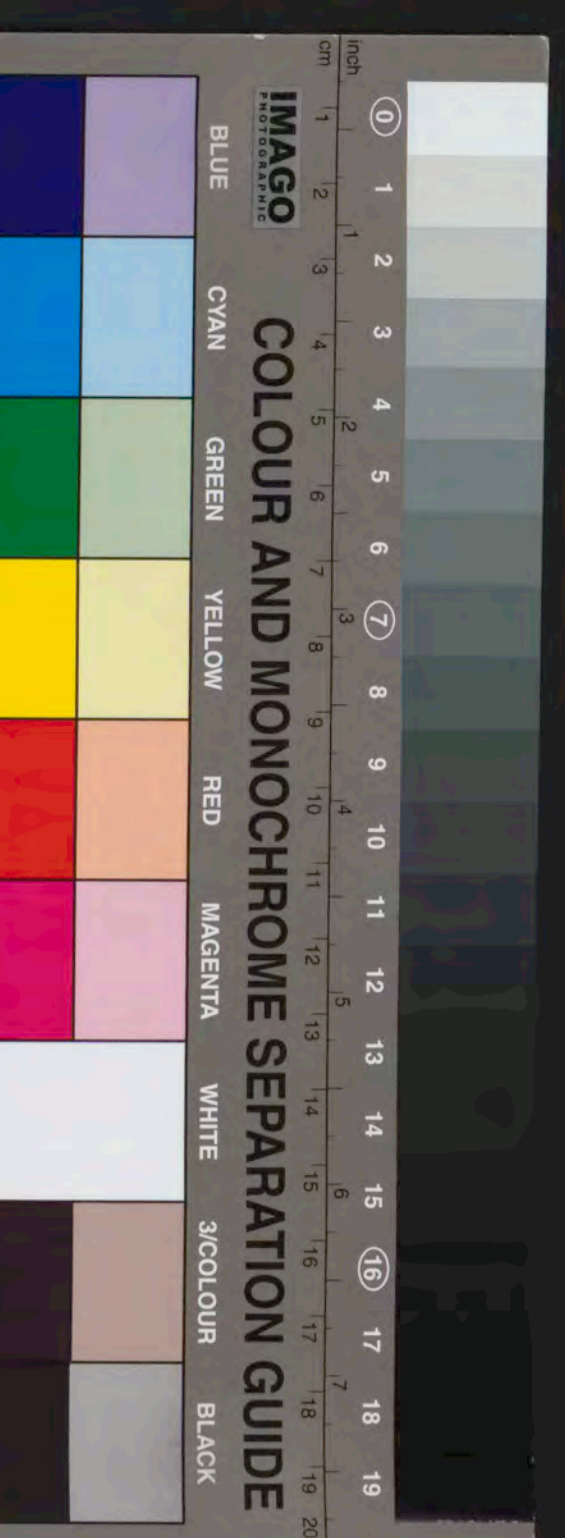 0 1 2 3 4 5 6 7 8 9 10 11 12 13 14 15 16 17 18 19
inch 1 2 3 4 5 6 7
cm 1 2 3 4 5 6 7 8 9 10 11 12 13 14 15 16 17 18 19 20
IMAGO
PHOTOGRAPHIC
COLOUR AND MONOCHROME SEPARATION GUIDE
BLUE CYAN GREEN YELLOW RED MAGENTA WHITE 3/COLOUR BLACK